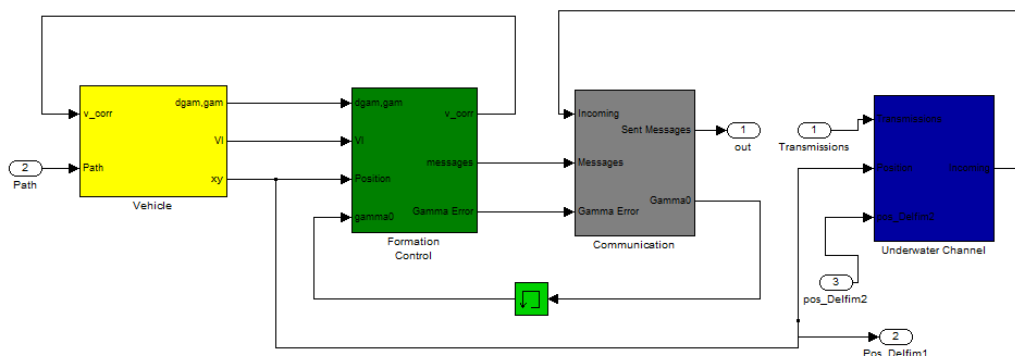 v_corr
Path
dgam,gam
Vl
xy
Vehicle
2
Path
dgam,gam
Vl
Position
gamma0
v_corr
messages
Gamma Error
Formation
Control
Incoming
Messages
Gamma Error
Sent Messages
Gamma0
Communication
1
out
1
Transmissions
Transmissions
Position
pos_Delfim2
Incoming
Underwater Channel
3
pos_Delfim2
2
Pos_Delfim1